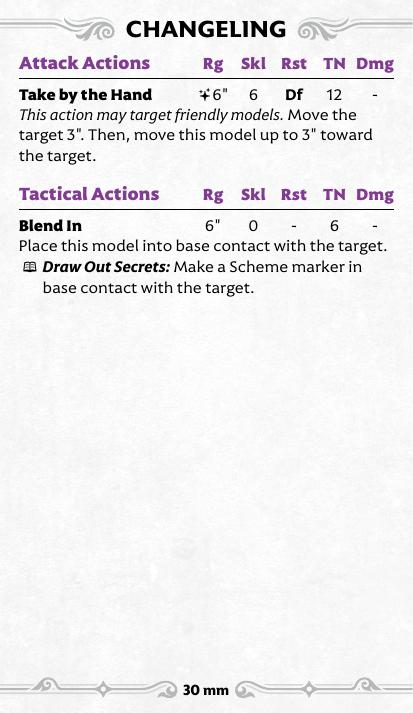 CHANGELING
Attack Actions Rg Skl Rst TN Dmg
Take by the Hand 6" 6 Df 12 -
This action may target friendly models. Move the
target 3". Then, move this model up to 3" toward
the target.
Tactical Actions Rg Skl Rst TN Dmg
Blend In 6" 0 - 6 -
Place this model into base contact with the target.
Draw Out Secrets: Make a Scheme marker in
base contact with the target.
30 mm